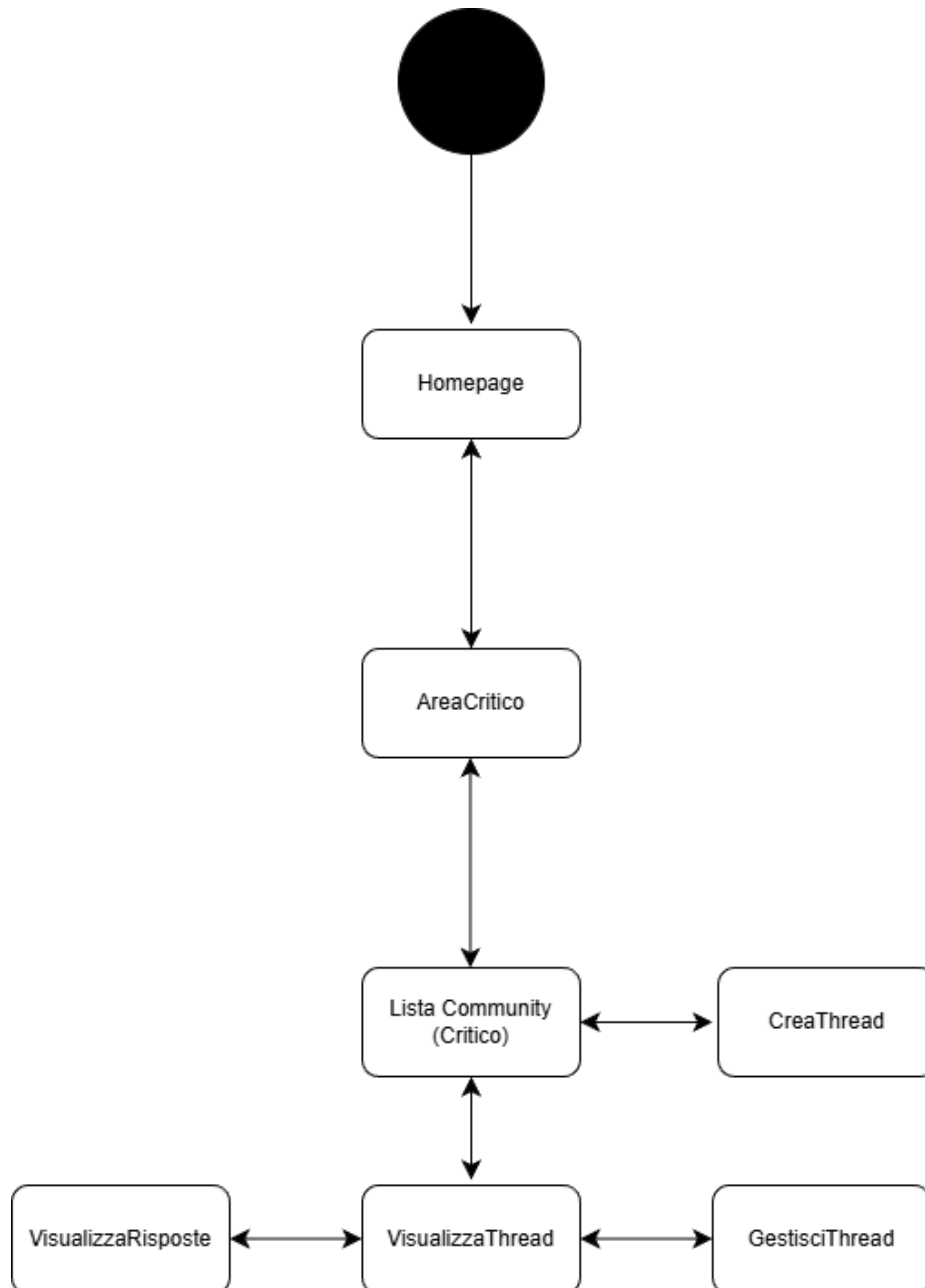 Homepage
AreaCritico
Lista Community
(Critico)
CreaThread
VisualizzaRisposte
VisualizzaThread
GestisciThread